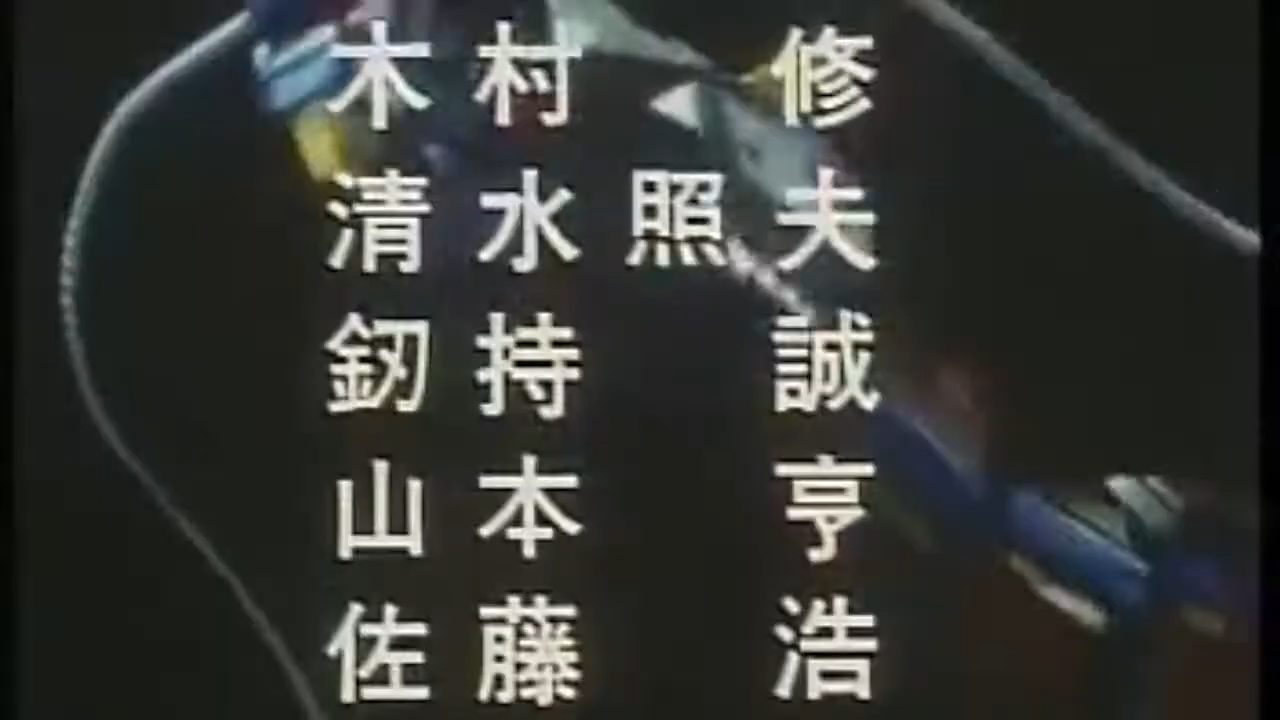 木村 修
清水照夫
釼持 誠
山本 亨
佐藤 浩